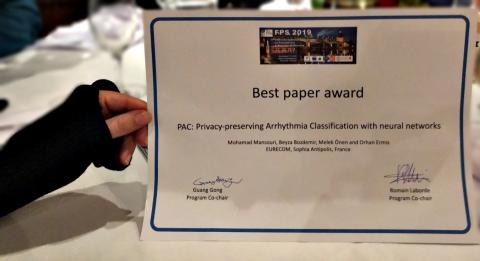 FPS 2019
Best paper award
PAC: Privacy-preserving Arrhythmia Classification with neural networks
Mohamad Mansouri, Beyza Bozdemir, Melek Önen and Orhan Ermis
EURECOM, Sophia Antipolis, France
Guang Gong
Program Co-chair
Romain Laborde
Program Co-chair